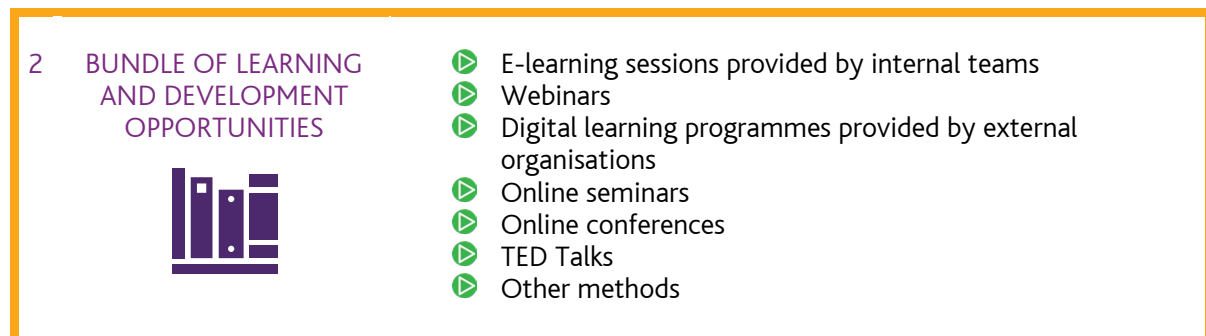 2 BUNDLE OF LEARNING
AND DEVELOPMENT
OPPORTUNITIES
E-learning sessions provided by internal teams
Webinars
Digital learning programmes provided by external
organisations
Online seminars
Online conferences
TED Talks
Other methods